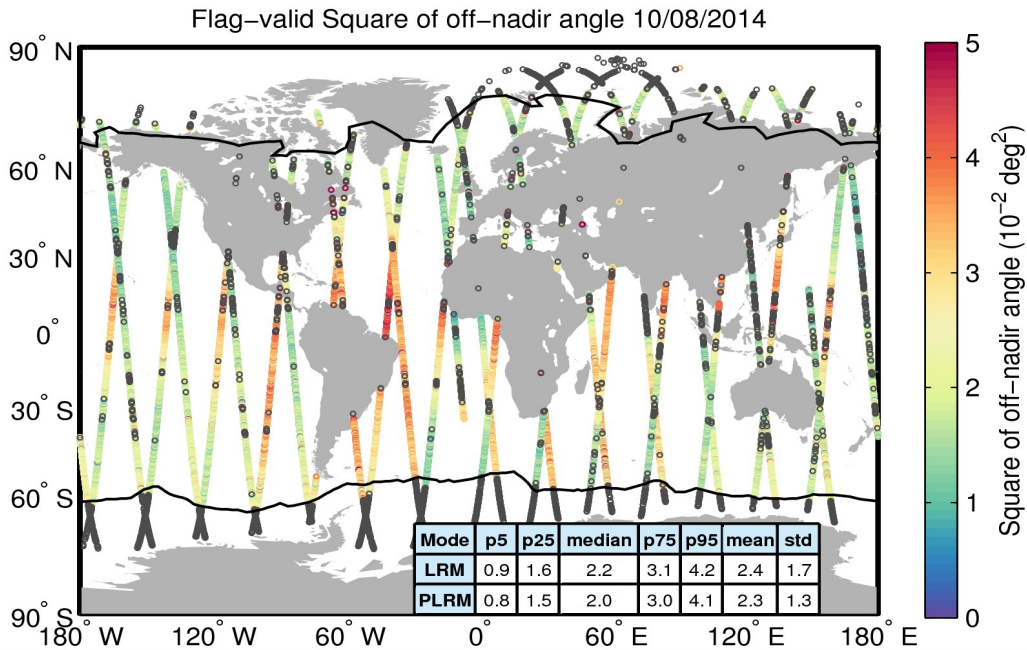 Flag−valid Square of off−nadir angle 10/08/2014
90° N
60° N
30° N
0°
30° S
60° S
90° S
180° W
120° W
60° W
0°
60° E
120° E
180° E
Mode p5 p25 median p75 p95 mean std
LRM 0.9 1.6 2.2 3.1 4.2 2.4 1.7
PLRM 0.8 1.5 2.0 3.0 4.1 2.3 1.3
5
4
3
2
1
0
Square of off−nadir angle (10⁻² deg²)